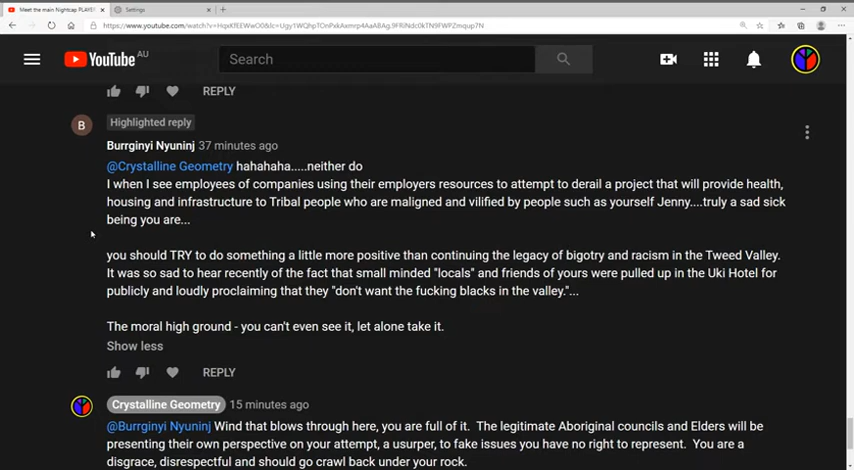 Meet the main Nightcap PLAYER
Settings
YouTube AU
Search
REPLY
B
Highlighted reply
Burrginyi Nyuninj 37 minutes ago
@Crystalline Geometry hahahaha.....neither do
I when I see employees of companies using their employers resources to attempt to derail a project that will provide health,
housing and infrastructure to Tribal people who are maligned and vilified by people such as yourself Jenny....truly a sad sick
being you are...
you should TRY to do something a little more positive than continuing the legacy of bigotry and racism in the Tweed Valley.
It was so sad to hear recently of the fact that small minded "locals" and friends of yours were pulled up in the Uki Hotel for
publicly and loudly proclaiming that they "don't want the fucking blacks in the valley."...
The moral high ground - you can't even see it, let alone take it.
Show less
REPLY
Crystalline Geometry 15 minutes ago
@Burrginyi Nyuninj Wind that blows through here, you are full of it. The legitimate Aboriginal councils and Elders will be
presenting their own perspective on your attempt, a usurper, to fake issues you have no right to represent. You are a
disgrace, disrespectful and should go crawl back under your rock.